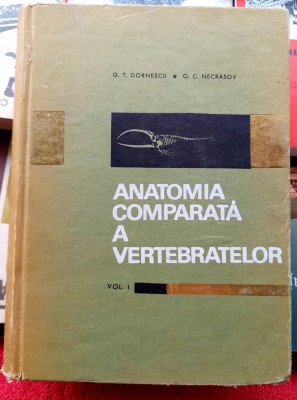 G. T. DORNESCU • O. C. NECRASOV
ANATOMIA
COMPARATĂ
A
VERTEBRATELOR
VOL. I